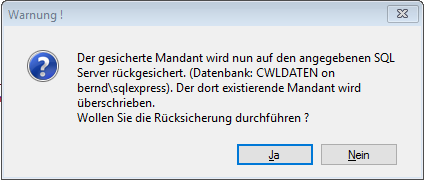 Warnung !
Der gesicherte Mandant wird nun auf den angegebenen SQL
Server rückgesichert. (Datenbank: CWLDATEN on
bernd\sqlexpress). Der dort existierende Mandant wird
überschrieben.
Wollen Sie die Rücksicherung durchführen ?
Ja
Nein